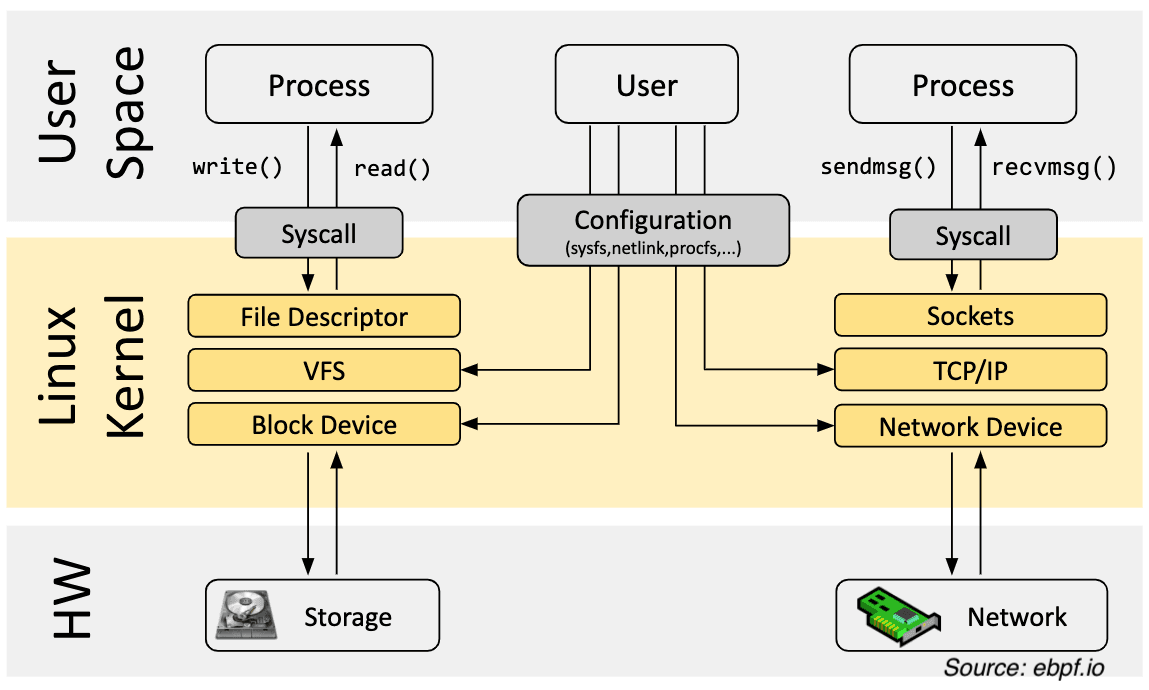 User
Space
Process
User
Process
write()
read()
sendmsg()
recvmsg()
Syscall
Configuration
(sysfs,netlink,procfs,...)
Syscall
Linux
Kernel
File Descriptor
Sockets
VFS
TCP/IP
Block Device
Network Device
HW
Storage
Network
Source: ebpf.io